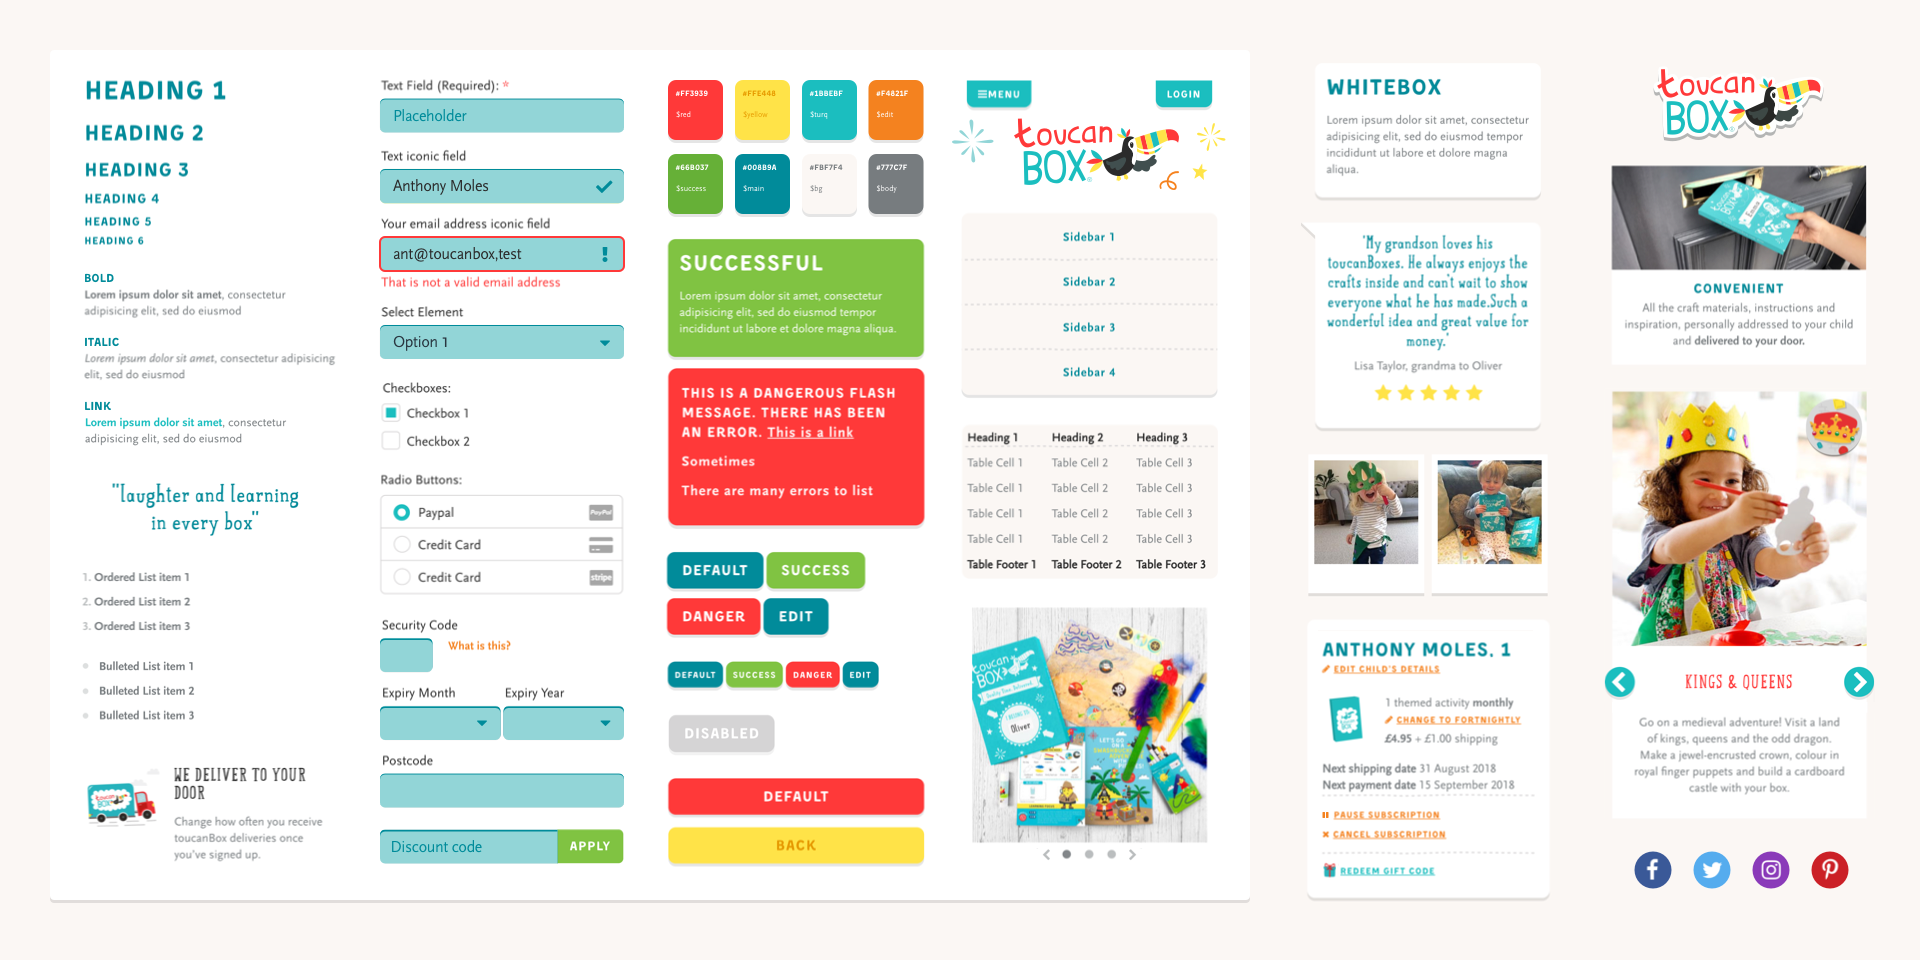 HEADING 1
HEADING 2
HEADING 3
HEADING 4
HEADING 5
HEADING 6
BOLD
Lorem ipsum dolor sit amet, consectetur
adipisicing elit, sed do eiusmod
ITALIC
Lorem ipsum dolor sit amet, consectetur adipisicing
elit, sed do eiusmod
LINK
Lorem ipsum dolor sit amet, consectetur
adipisicing elit, sed do eiusmod
"laughter and learning
in every box"
1. Ordered List item 1
2. Ordered List item 2
3. Ordered List item 3
Bulleted List item 1
Bulleted List item 2
Bulleted List item 3
toucan
BOX
WE DELIVER TO YOUR
DOOR
Change how often you receive
toucanBox deliveries once
you've signed up.
Text Field (Required): *
Placeholder
Text iconic field
Anthony Moles
Your email address iconic field
ant@toucanbox,test
That is not a valid email address
Select Element
Option 1
Checkboxes:
Checkbox 1
Checkbox 2
Radio Buttons:
Paypal
PayPal
Credit Card
Credit Card
stripe
Security Code
What is this?
Expiry Month
Expiry Year
Postcode
Discount code
APPLY
#FF3939
$red
#FFE448
$yellow
#1BBEBF
$turq
#F4821F
$edit
#66B037
$success
#008B9A
$main
#FBF7F4
$bg
#777C7F
$body
SUCCESSFUL
Lorem ipsum dolor sit amet, consectetur
adipisicing elit, sed do eiusmod tempor
incididunt ut labore et dolore magna aliqua.
THIS IS A DANGEROUS FLASH
MESSAGE. THERE HAS BEEN
AN ERROR. This is a link
Sometimes
There are many errors to list
DEFAULT
SUCCESS
DANGER
EDIT
DEFAULT
SUCCESS
DANGER
EDIT
DISABLED
DEFAULT
BACK
MENU
LOGIN
toucan
BOX
Sidebar 1
Sidebar 2
Sidebar 3
Sidebar 4
Heading 1 Heading 2 Heading 3
Table Cell 1 Table Cell 2 Table Cell 3
Table Cell 1 Table Cell 2 Table Cell 3
Table Cell 1 Table Cell 2 Table Cell 3
Table Cell 1 Table Cell 2 Table Cell 3
Table Footer 1 Table Footer 2 Table Footer 3
toucan
BOX
Oliver
WHITEBOX
Lorem ipsum dolor sit amet, consectetur
adipisicing elit, sed do eiusmod tempor
incididunt ut labore et dolore magna
aliqua.
'My grandson loves his
toucanBoxes. He always enjoys the
crafts inside and can't wait to show
everyone what he has made.Such a
wonderful idea and great value for
money.'
Lisa Taylor, grandma to Oliver
ANTHONY MOLES, 1
EDIT CHILD'S DETAILS
1 themed activity monthly
CHANGE TO FORTNIGHTLY
£4.95 + £1.00 shipping
Next shipping date 31 August 2018
Next payment date 15 September 2018
PAUSE SUBSCRIPTION
CANCEL SUBSCRIPTION
REDEEM GIFT CODE
toucan
BOX
toucan
BOX
CONVENIENT
All the craft materials, instructions and
inspiration, personally addressed to your child
and delivered to your door.
KINGS & QUEENS
Go on a medieval adventure! Visit a land
of kings, queens and the odd dragon.
Make a jewel-encrusted crown, colour in
royal finger puppets and build a cardboard
castle with your box.